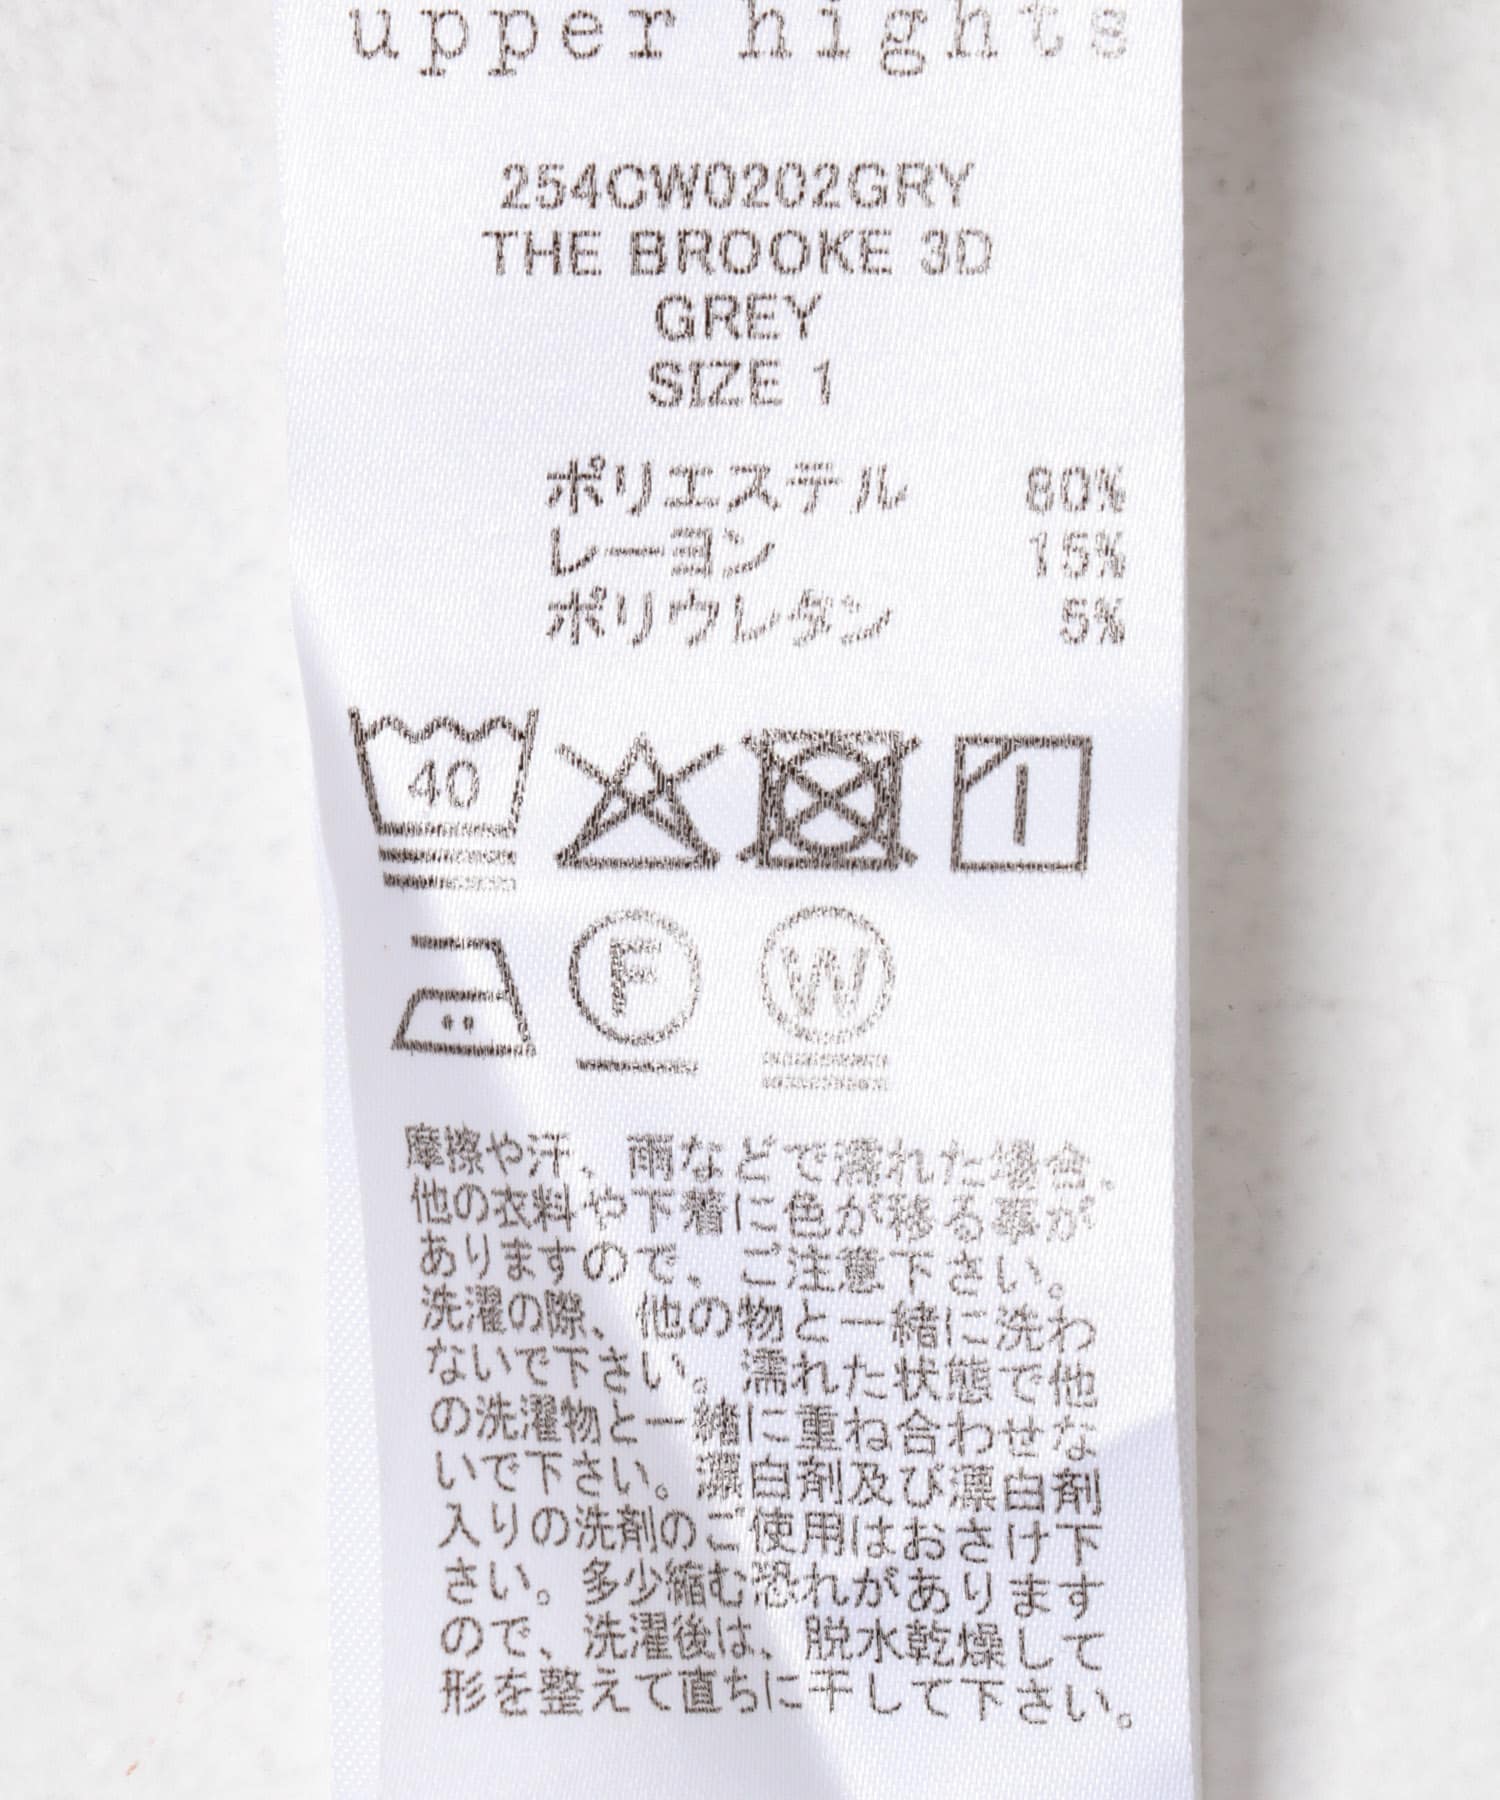 upper hights
254CW0202GRY
THE BROOKE 3D
GREY
SIZE 1
ポリエステル 80%
レーヨン 15%
ポリウレタン 5%
40
F W
摩擦や汗、雨などで濡れた場合、
他の衣料や下着に色が移る事が
ありますので、ご注意下さい。
洗濯の際、他の物と一緒に洗わ
ないで下さい。濡れた状態で他
の洗濯物と一緒に重ね合わせな
いで下さい。漂白剤及び漂白剤
入りの洗剤のご使用はおさけ下
さい。多少縮む恐れがあります
ので、洗濯後は、脱水乾燥して
形を整えて直ちに干して下さい。